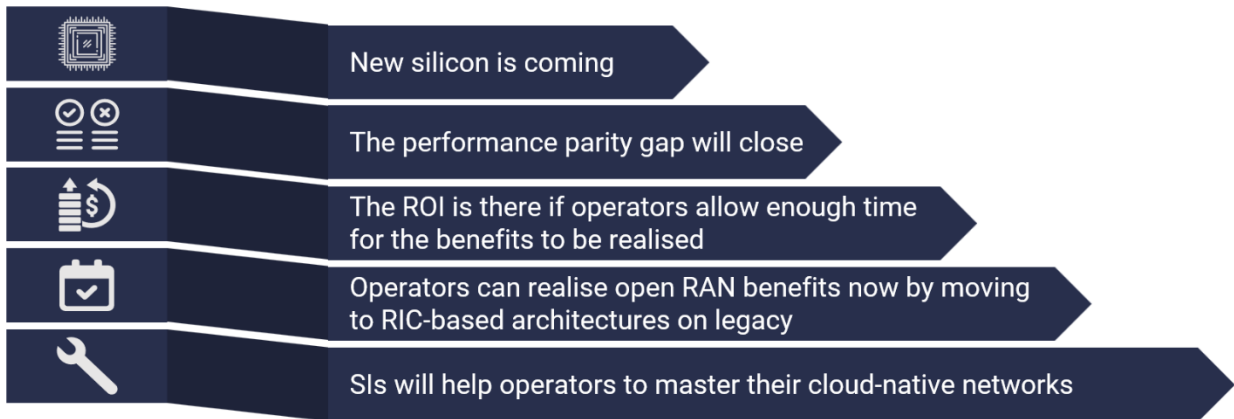 New silicon is coming
The performance parity gap will close
The ROI is there if operators allow enough time
for the benefits to be realised
Operators can realise open RAN benefits now by moving
to RIC-based architectures on legacy
SIs will help operators to master their cloud-native networks